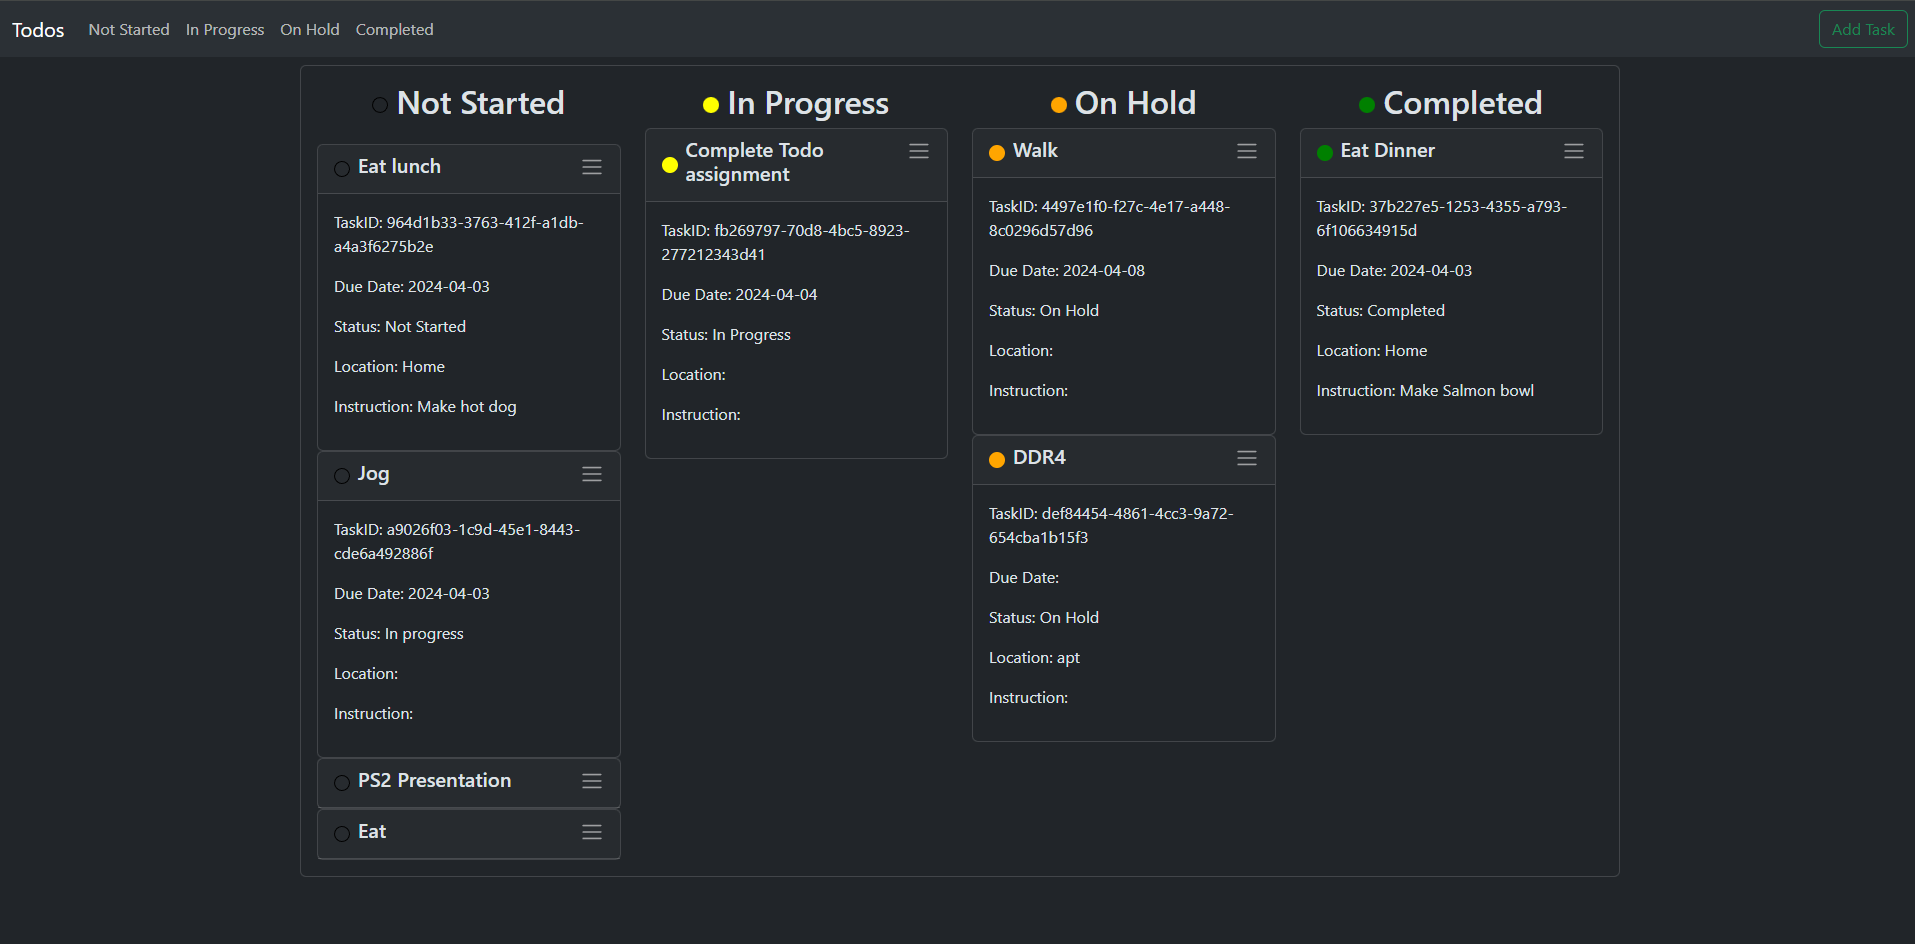 Todos
Not Started
In Progress
On Hold
Completed
Add Task
Not Started
Eat lunch
TaskID: 964d1b33-3763-412f-a1db-
a4a3f6275b2e
Due Date: 2024-04-03
Status: Not Started
Location: Home
Instruction: Make hot dog
Jog
TaskID: a9026f03-1c9d-45e1-8443-
cde6a492886f
Due Date: 2024-04-03
Status: In progress
Location:
Instruction:
PS2 Presentation
Eat
In Progress
Complete Todo
assignment
TaskID: fb269797-70d8-4bc5-8923-
277212343d41
Due Date: 2024-04-04
Status: In Progress
Location:
Instruction:
On Hold
Walk
TaskID: 4497e1f0-f27c-4e17-a448-
8c0296d57d96
Due Date: 2024-04-08
Status: On Hold
Location:
Instruction:
DDR4
TaskID: def84454-4861-4cc3-9a72-
654cba1b15f3
Due Date:
Status: On Hold
Location: apt
Instruction:
Completed
Eat Dinner
TaskID: 37b227e5-1253-4355-a793-
6f106634915d
Due Date: 2024-04-03
Status: Completed
Location: Home
Instruction: Make Salmon bowl